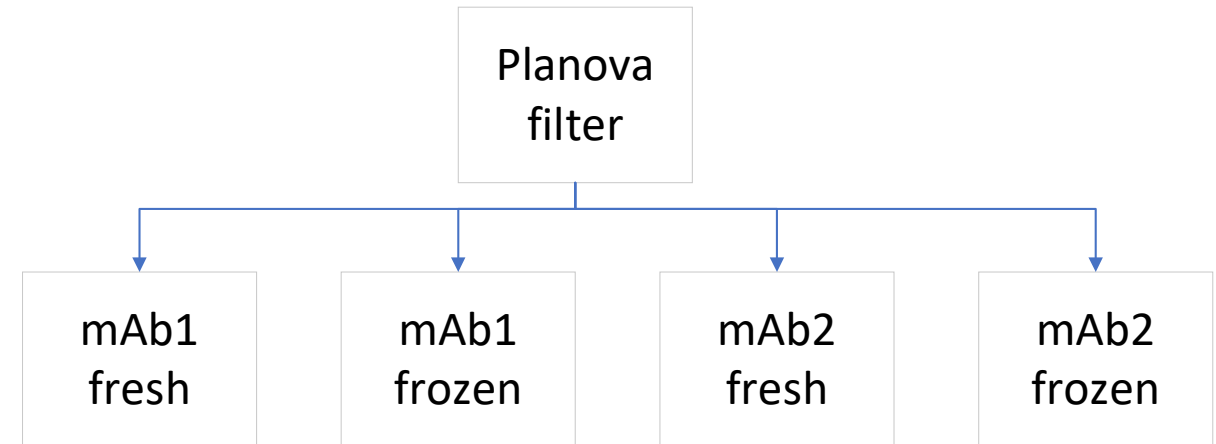 Planova
filter
mAb1
fresh
mAb1
frozen
mAb2
fresh
mAb2
frozen